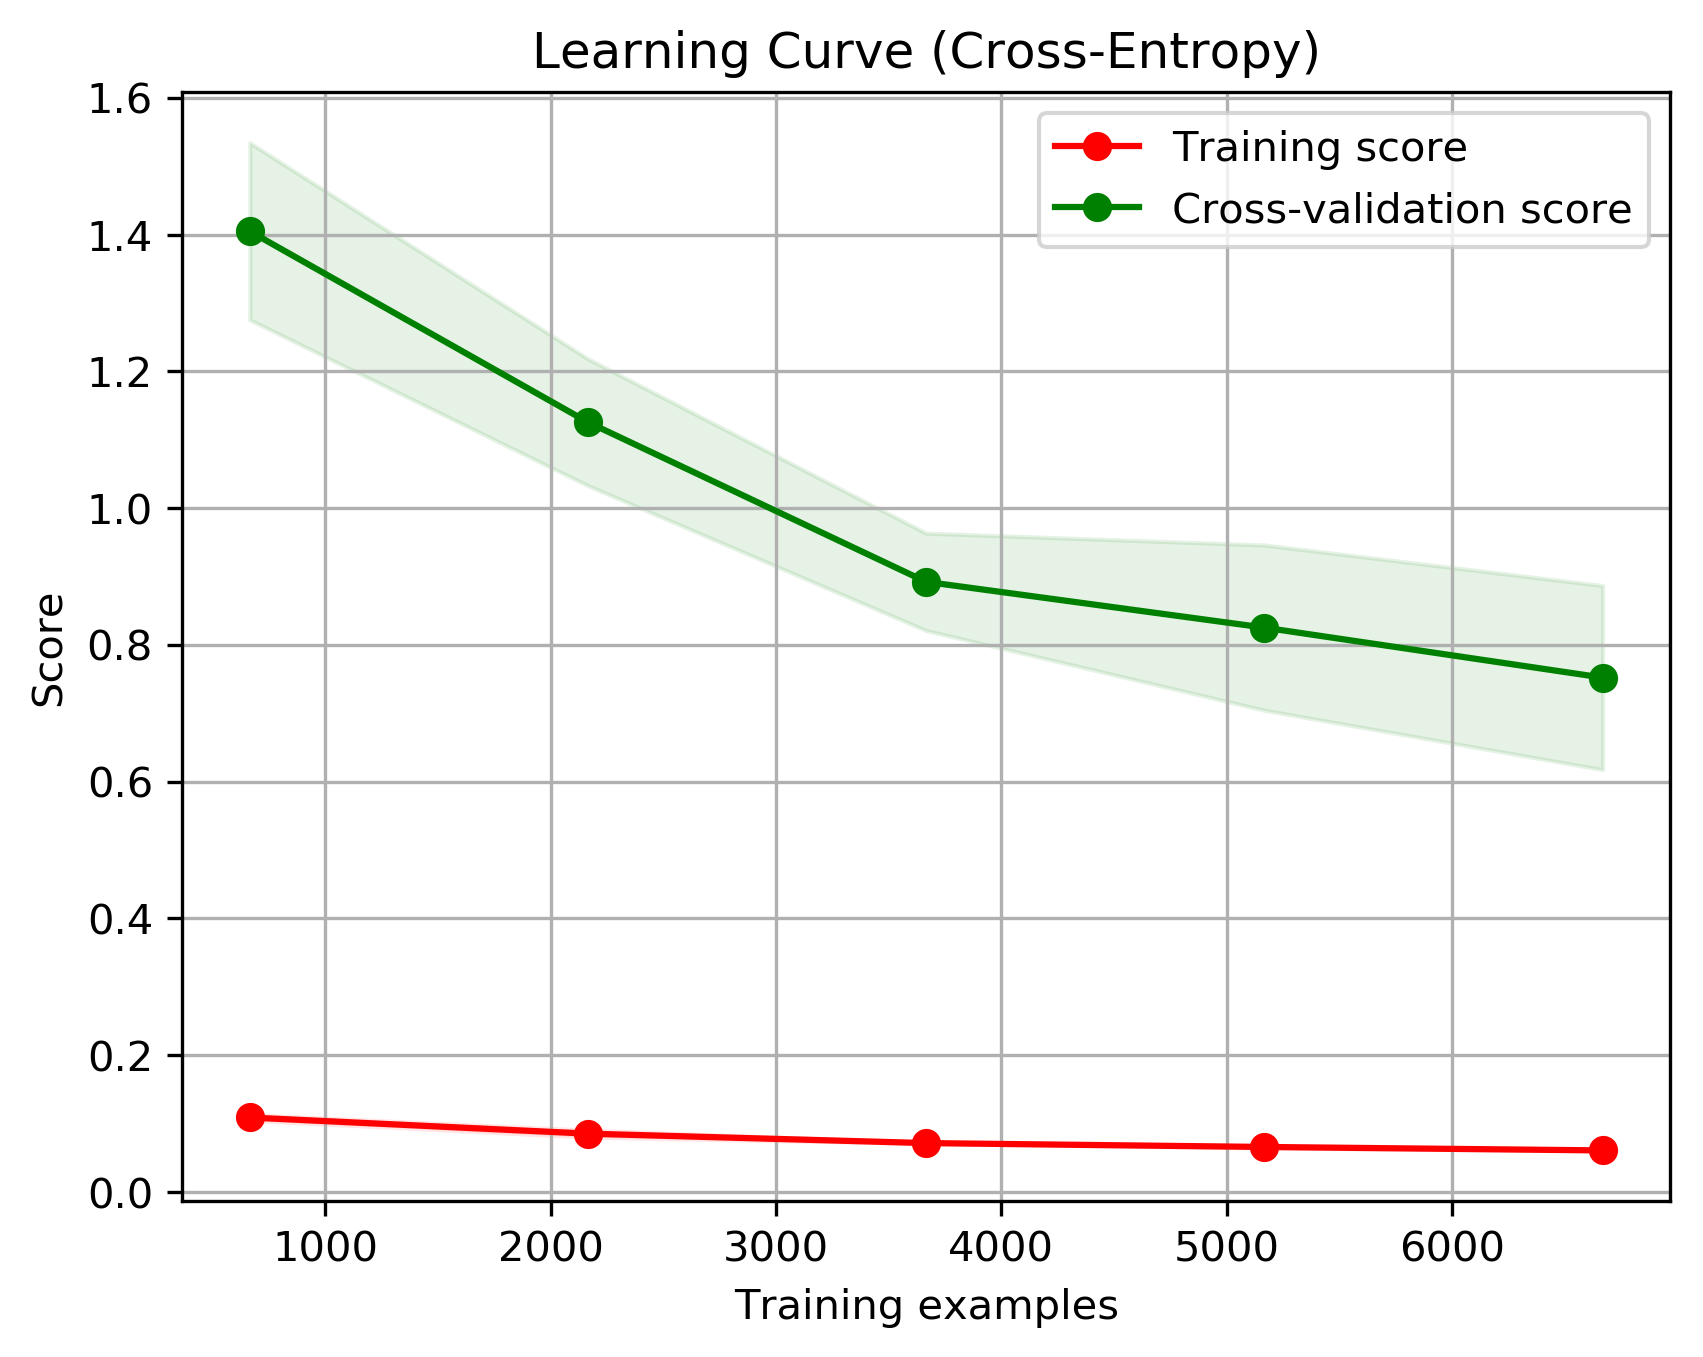 Learning Curve (Cross-Entropy)
Training score
Cross-validation score
1.6
1.4
1.2
1.0
0.8
0.6
0.4
0.2
0.0
Score
1000 2000 3000 4000 5000 6000
Training examples